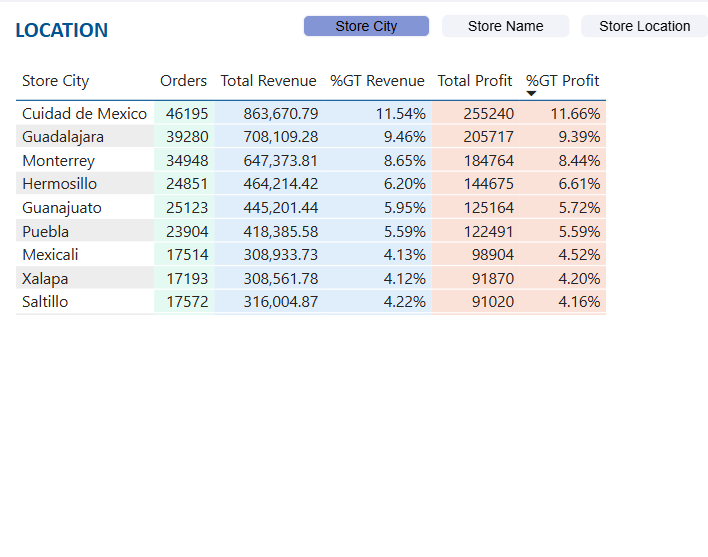 LOCATION Store City Store Name Store Location
Store City Orders Total Revenue %GT Revenue Total Profit %GT Profit
Cuidad de Mexico 46195 863,670.79 11.54% 255240 11.66%
Guadalajara 39280 708,109.28 9.46% 205717 9.39%
Monterrey 34948 647,373.81 8.65% 184764 8.44%
Hermosillo 24851 464,214.42 6.20% 144675 6.61%
Guanajuato 25123 445,201.44 5.95% 125164 5.72%
Puebla 23904 418,385.58 5.59% 122491 5.59%
Mexicali 17514 308,933.73 4.13% 98904 4.52%
Xalapa 17193 308,561.78 4.12% 91870 4.20%
Saltillo 17572 316,004.87 4.22% 91020 4.16%